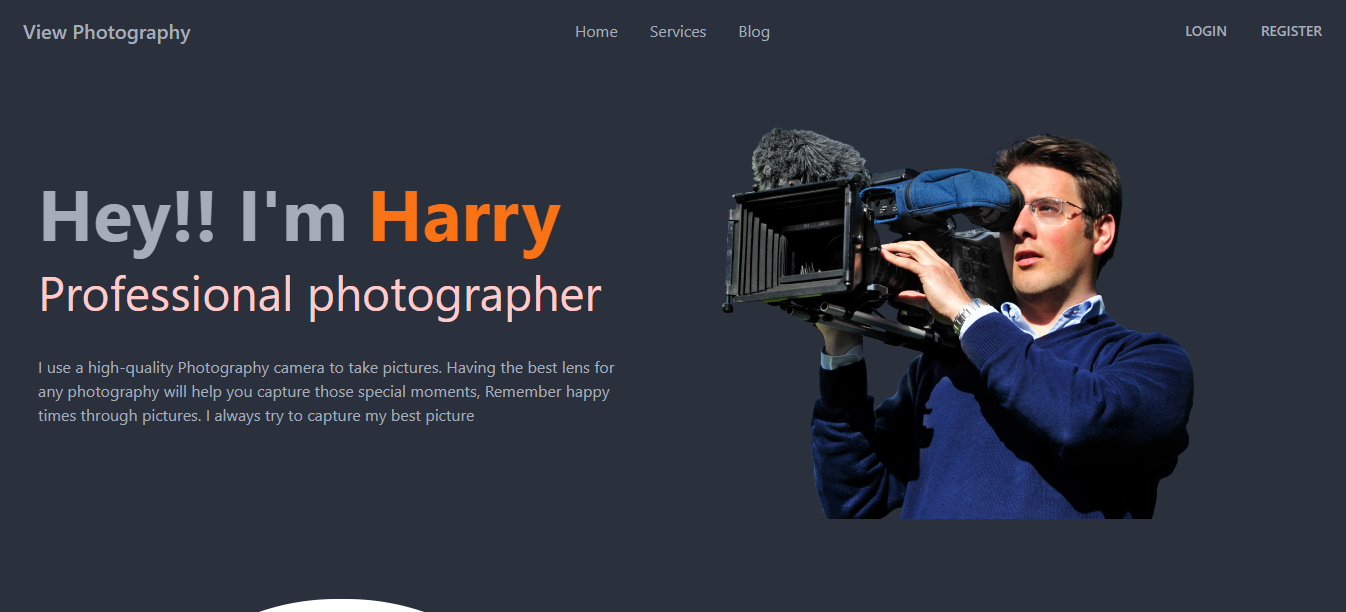 View Photography
Home
Services
Blog
LOGIN
REGISTER
Hey!! I'm Harry
Professional photographer
I use a high-quality Photography camera to take pictures. Having the best lens for
any photography will help you capture those special moments, Remember happy
times through pictures. I always try to capture my best picture